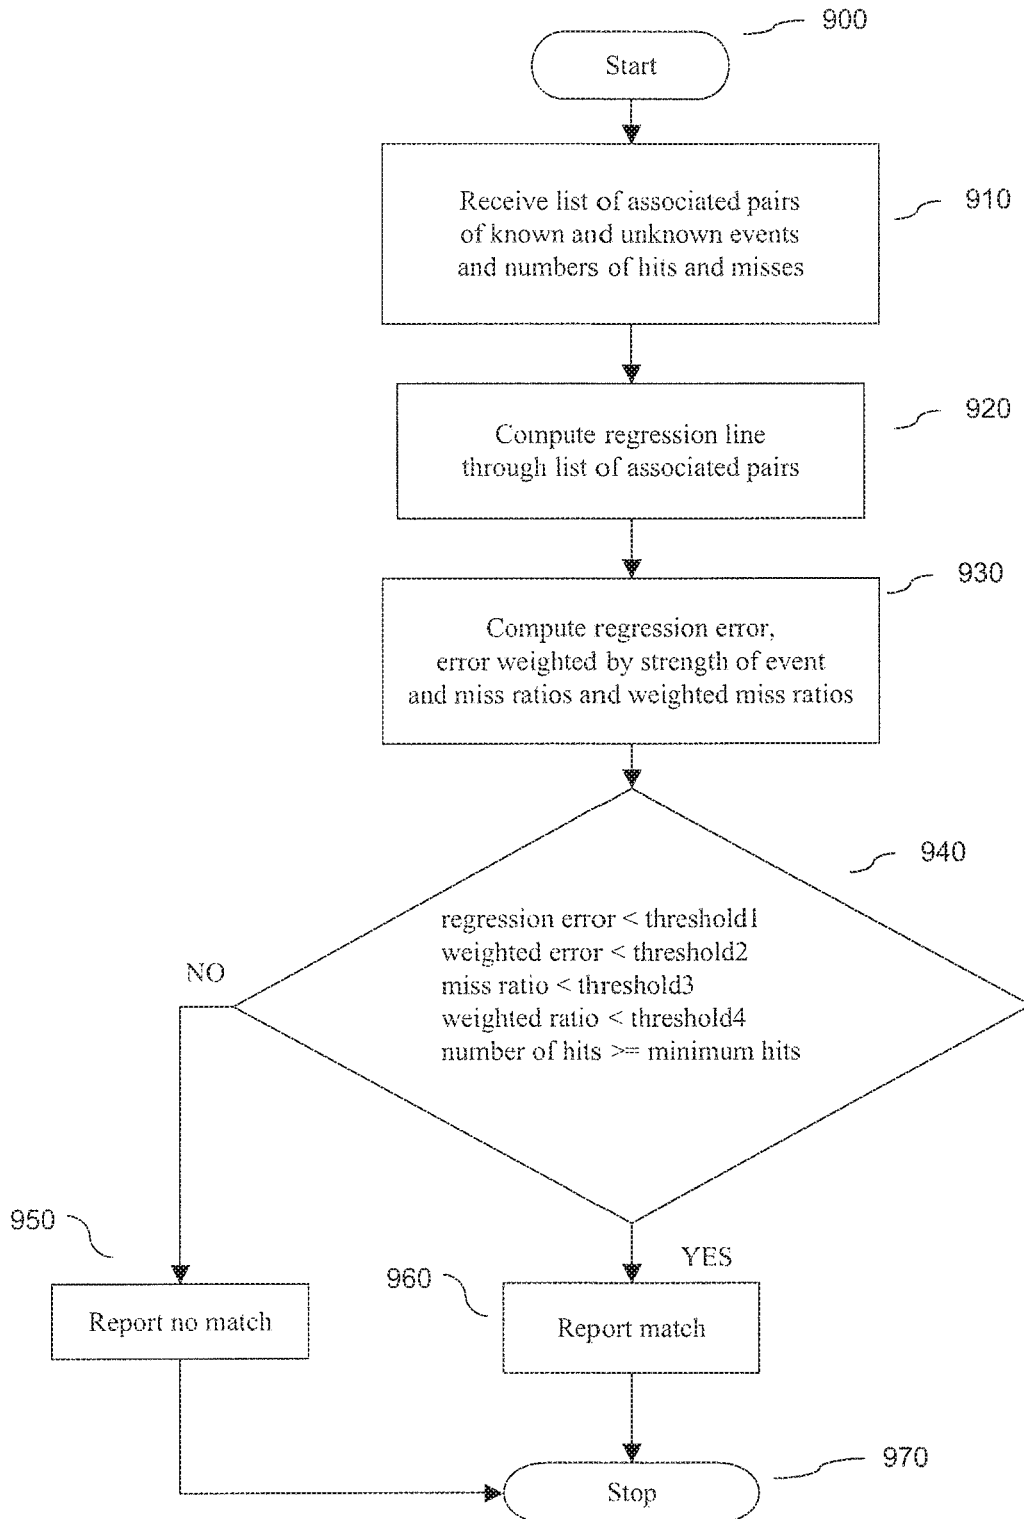 900
Start
Receive list of associated pairs
of known and unknown events
and numbers of hits and misses
910
Compute regression line
through list of associated pairs
920
Compute regression error,
error weighted by strength of event
and miss ratios and weighted miss ratios
930
940
regression error < threshold1
weighted error < threshold2
miss ratio < threshold3
weighted ratio < threshold4
number of hits >= minimum hits
NO
YES
950
Report no match
960
Report match
970
Stop